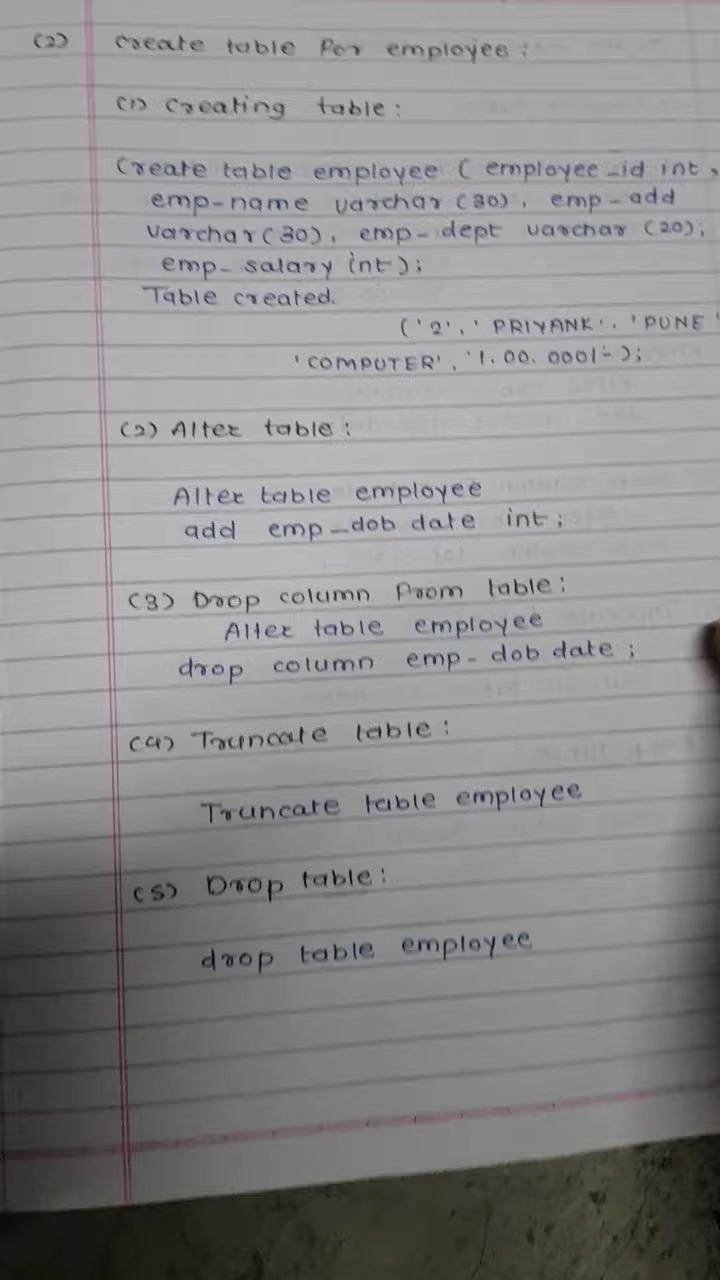 (2) Create table For employee:
(1) Creating table:
Create table employee ( employee_id int,
emp-name varchar (30), emp-add
varchar(30), emp-dept varchar (20);
emp-salary int);
Table created.
('2', 'PRIYANK'. 'PUNE'
'COMPUTER', '1.00.000/-);
(2) Alter table:
Alter table employee
add emp_dob date int;
(3) Drop column From table:
Alter table employee
drop column emp-dob date;
(4) Truncate table:
Truncate table employee
(5) Drop table:
drop table employee